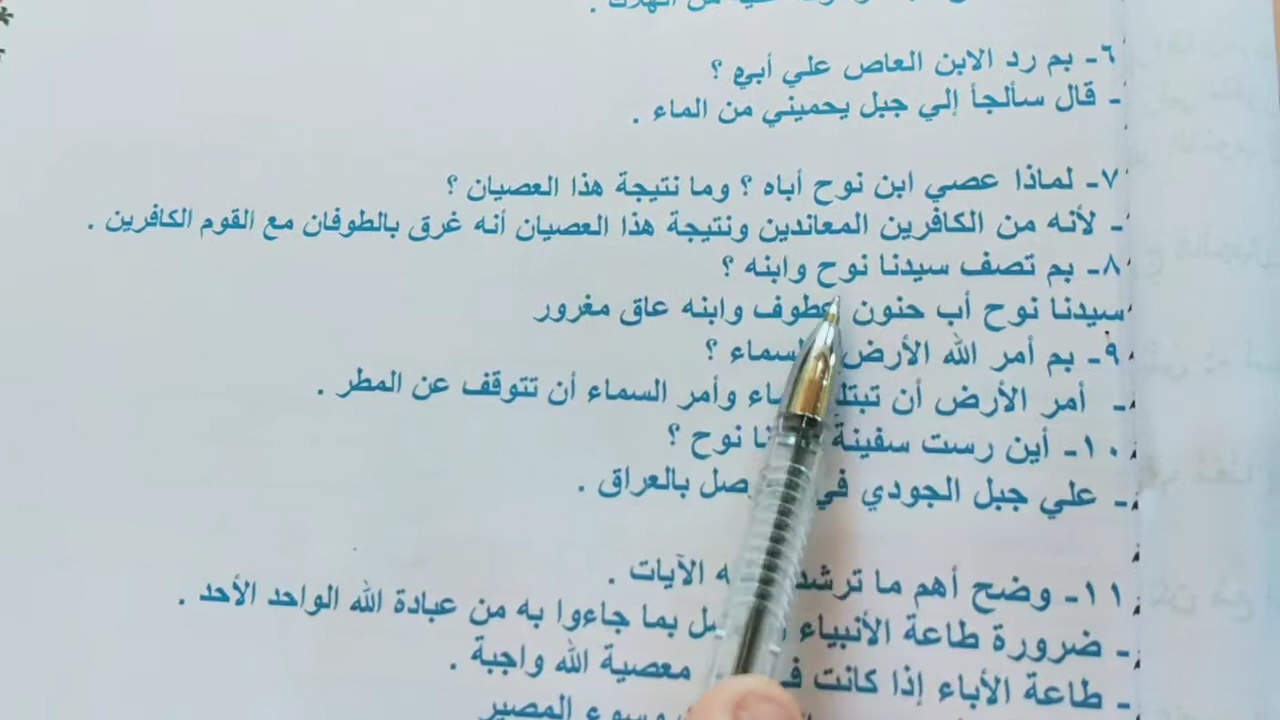 ٦- بم رد الابن العاص علي أبي ؟
- قال سألجأ إلي جبل يحميني من الماء .
٧- لماذا عصي ابن نوح أباه ؟ وما نتيجة هذا العصيان ؟
- لأنه من الكافرين المعاندين ونتيجة هذا العصيان أنه غرق بالطوفان مع القوم الكافرين .
٨- بم تصف سيدنا نوح وابنه ؟
سيدنا نوح أب حنون عطوف وابنه عاق مغرور
٩- بم أمر الله الأرض والسماء ؟
- أمر الأرض أن وأمر السماء أن تتوقف عن المطر .
١٠- أين رست سفينة نوح ؟
- علي جبل الجودي في بالعراق .
١١- وضح أهم ما الآيات .
- ضرورة طاعة الأنبياء بما جاءوا به من عبادة الله الواحد الأحد .
- طاعة الأباء إذا كانت معصية الله واجبة .
وسوء المصير